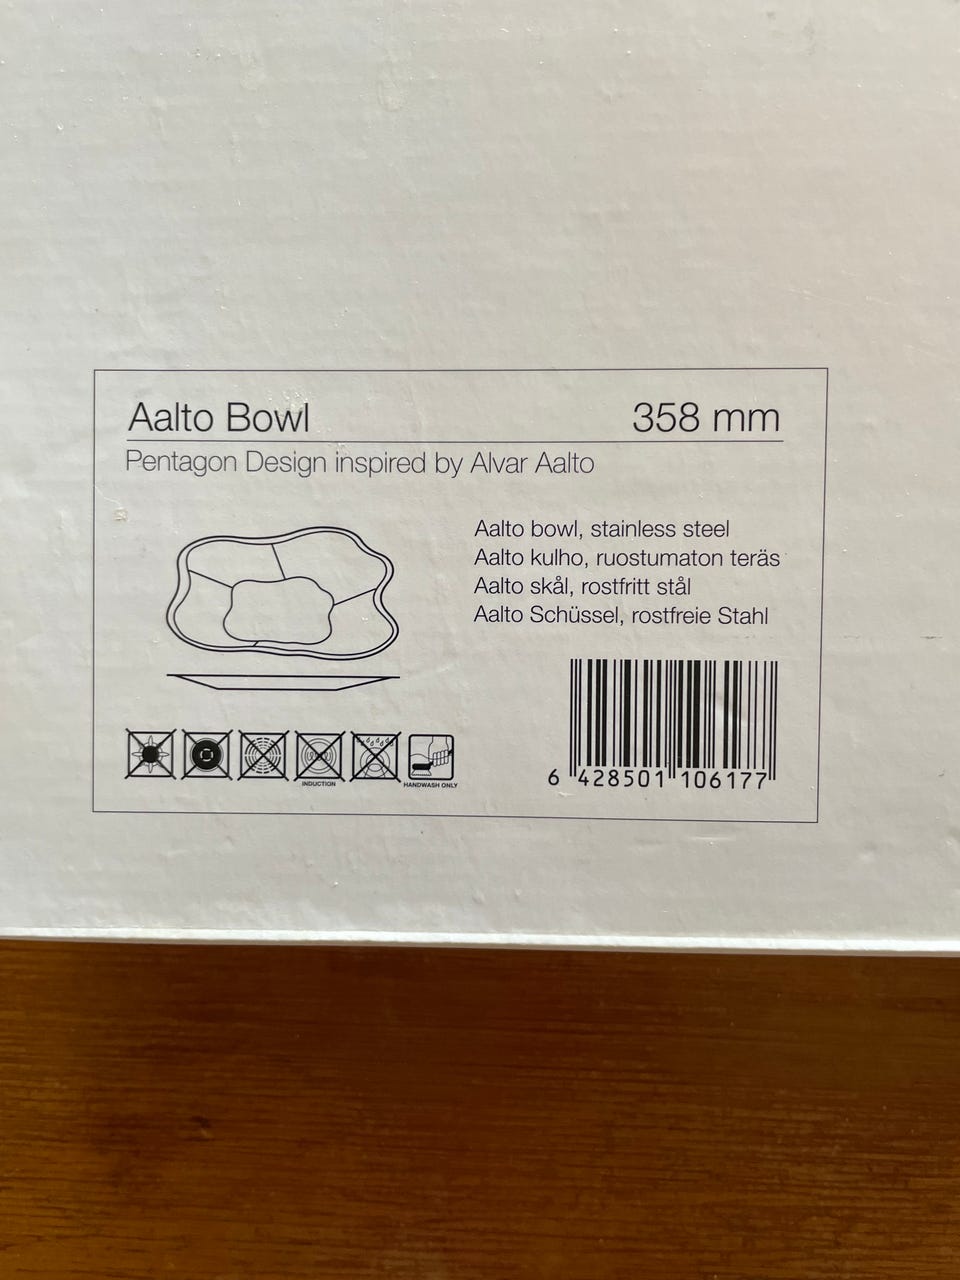 Aalto Bowl 358 mm
Pentagon Design inspired by Alvar Aalto
Aalto bowl, stainless steel
Aalto kulho, ruostumaton teräs
Aalto skål, rostfritt stål
Aalto Schüssel, rostfreie Stahl
INDUCTION
HANDWASH ONLY
6 428501 106177